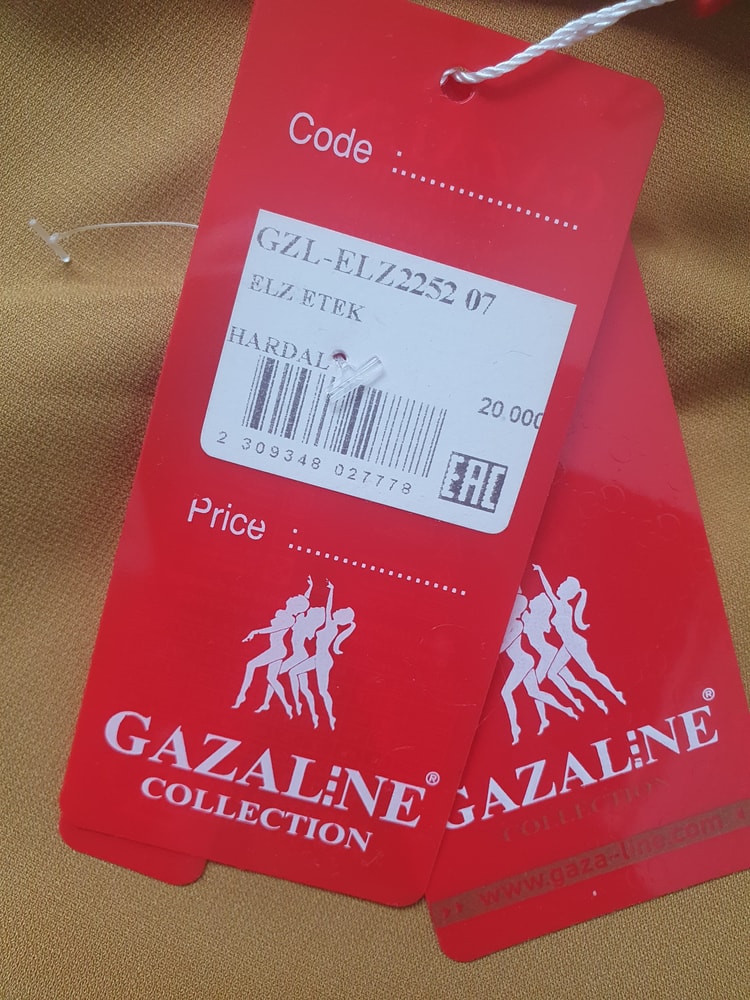 Code :....................
GZL-ELZ2252 07
ELZ ETEK
HARDAL
20 000
2 309348 027778
EAC
Price :....................
GAZALINE®
COLLECTION
GAZALINE®
COLLECTION
www.gaza-line.com